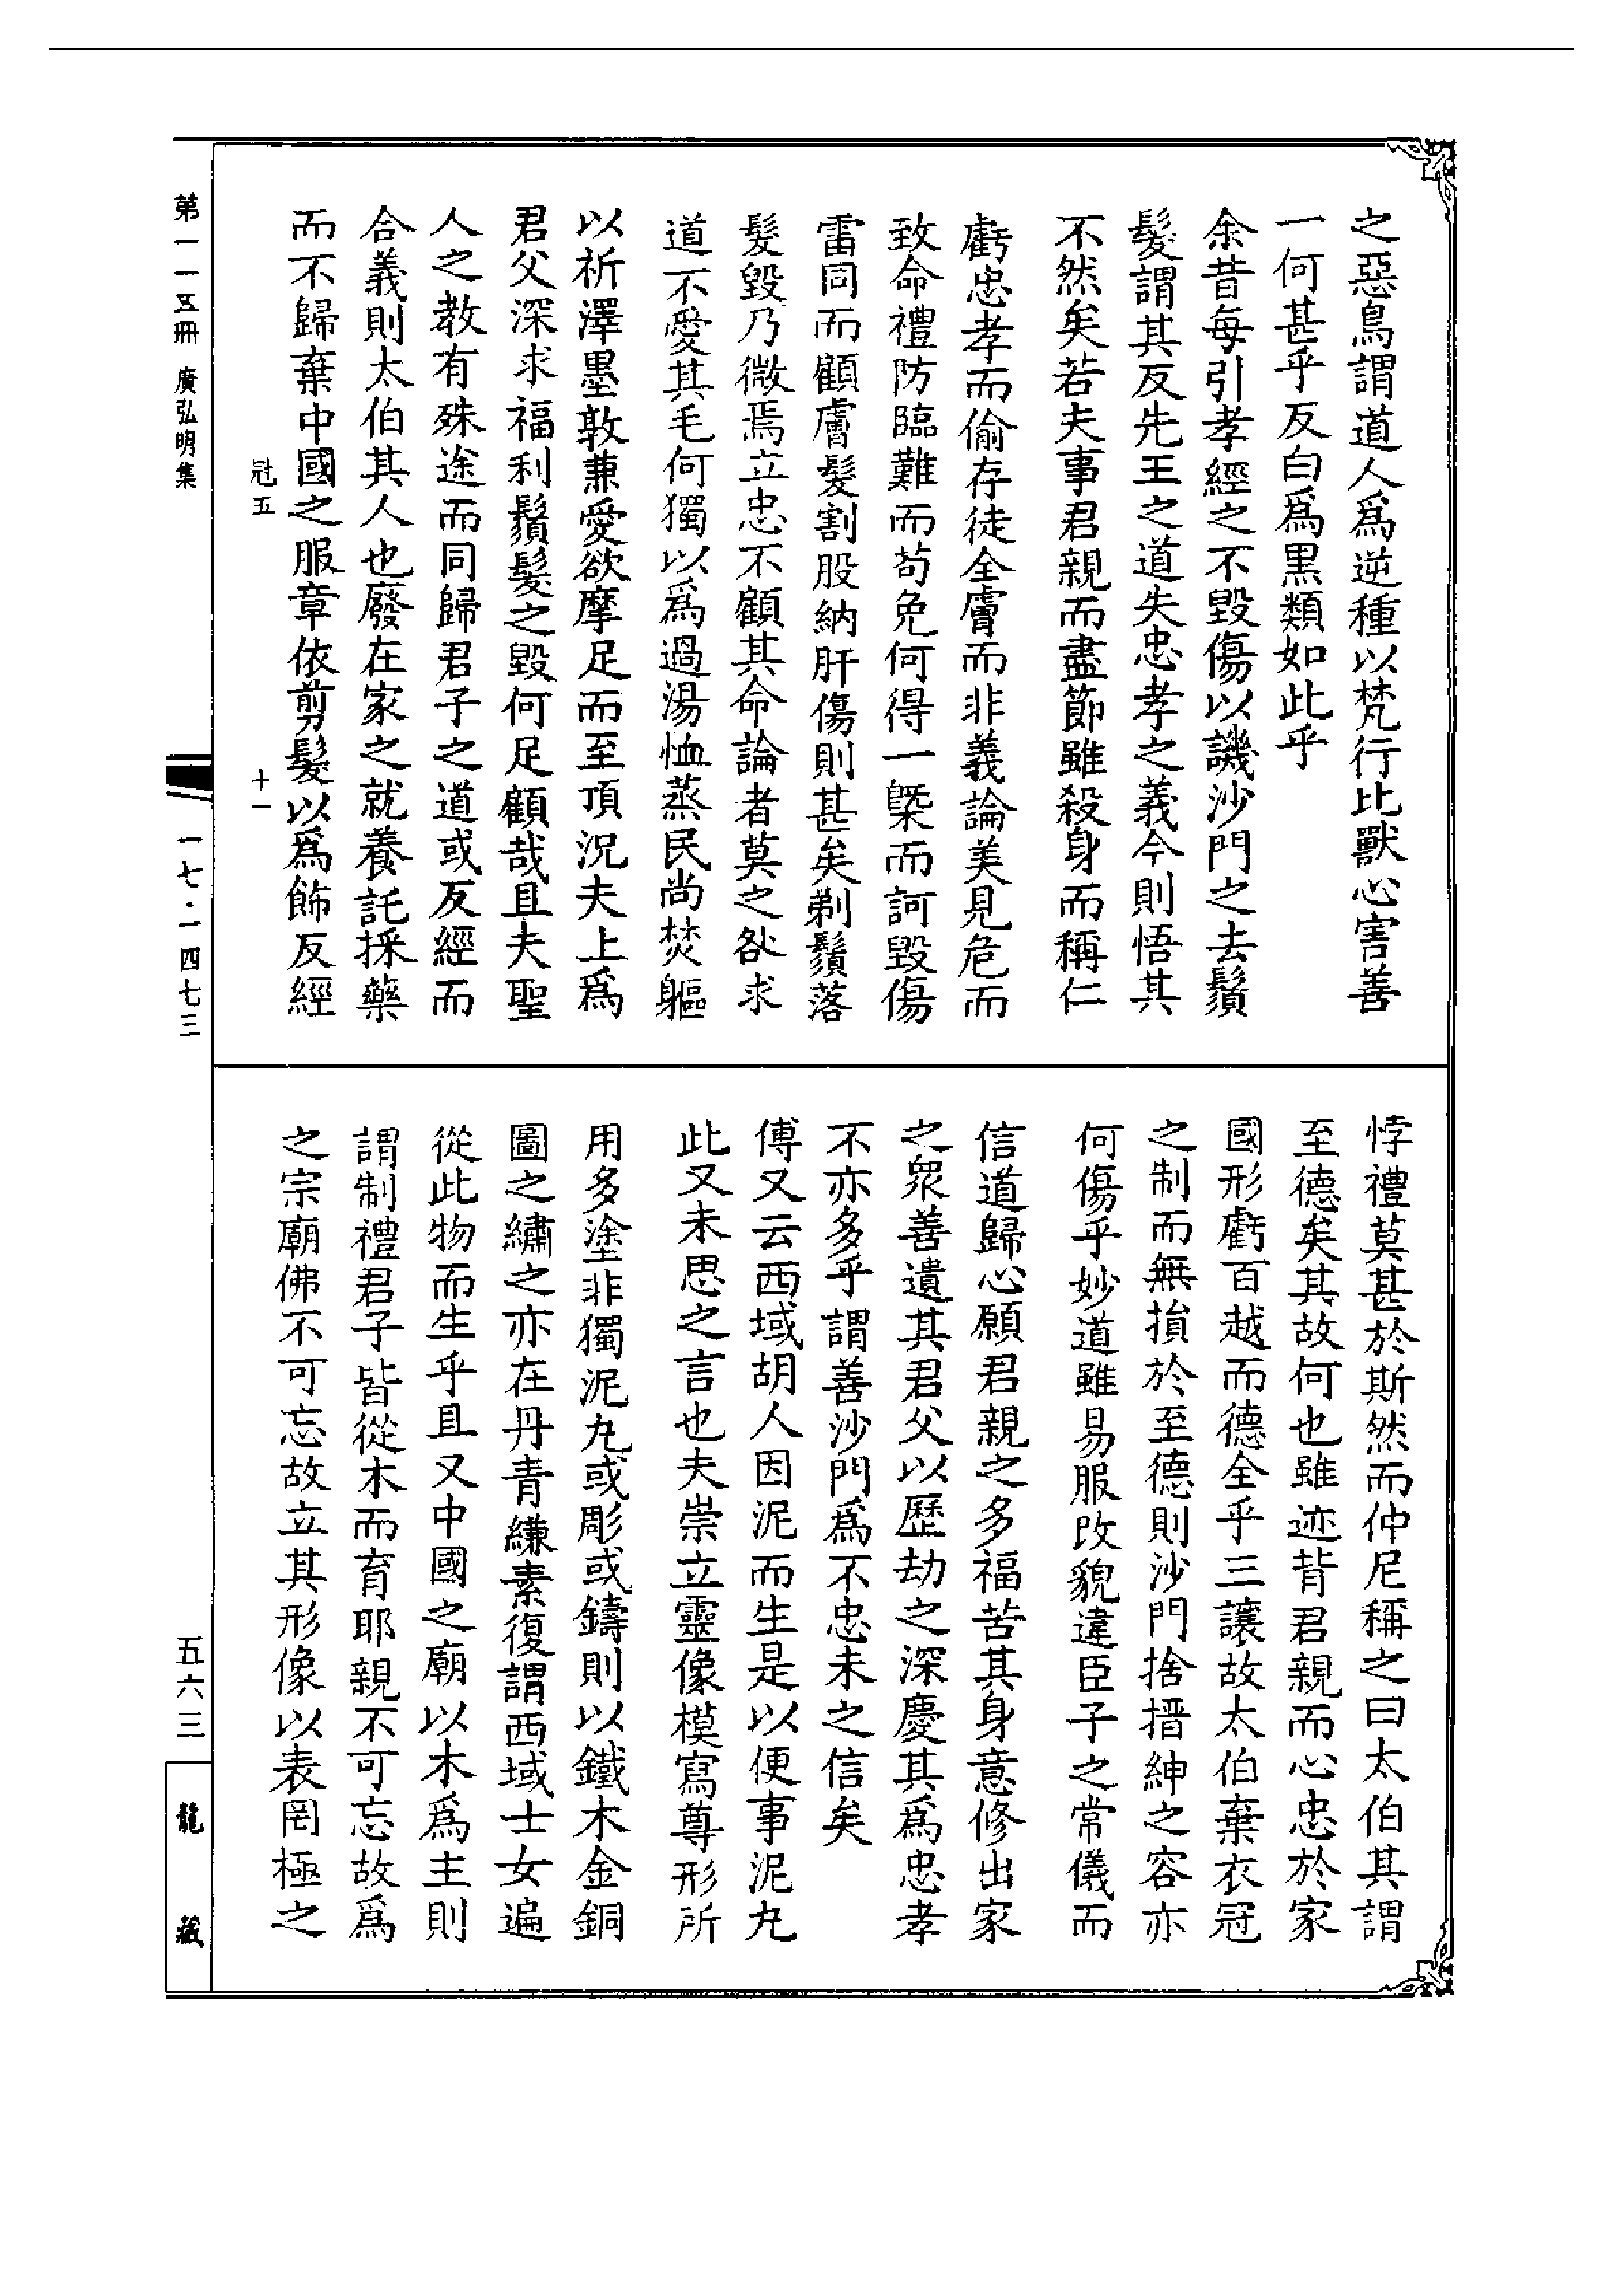 之惡鳥謂道人爲逆種以梵行比獸心害善
一何甚乎反白爲黒類如此乎
余昔每引孝經之不毀傷以譏沙門之去鬚
髮謂其反先王之道失忠孝之義今則悟其
不然矣若夫事君親而盡節雖殺身而稱仁
虧忠孝而偷存徒全膚而非義論美見危而
致命禮防臨難而苟免何得一槩而訶毀傷
雷同而顧膚髮割股納肝傷則甚矣剃鬚落
髮毀乃微焉立忠不顧其命論者莫之咎求
道不愛其毛何獨以爲過湯恤蒸民尚焚軀
以祈澤墨敦兼愛欲摩足而至頂況夫上爲
君父深求福利鬚髮之毀何足顧哉且夫聖
人之教有殊途而同歸君子之道或反經而
合義則太伯其人也廢在家之就養託採藥
而不歸棄中國之服章依剪髮以爲飾反經
悖禮莫甚於斯然而仲尼稱之曰太伯其謂
至德矣其故何也雖迹背君親而心忠於家
國形虧百越而德全乎三讓故太伯棄衣冠
之制而無損於至德則沙門捨搢紳之容亦
何傷乎妙道雖易服改貌違臣子之常儀而
信道歸心願君親之多福苦其身意修出家
之衆善遺其君父以歷劫之深慶其爲忠孝
不亦多乎謂善沙門爲不忠未之信矣
傅又云西域胡人因泥而生是以便事泥九
此又未思之言也夫崇立靈像模寫尊形所
用多塗非獨泥九或彫或鑄則以鐵木金銅
圖之繡之亦在丹青縑素復謂西域士女遍
從此物而生乎且又中國之廟以木爲主則
謂制禮君子皆從木而育耶親不可忘故爲
之宗廟佛不可忘故立其形像以表罔極之
冠五 十一
第一一五冊 廣弘明集 一七·一四七三 五六三 龍藏